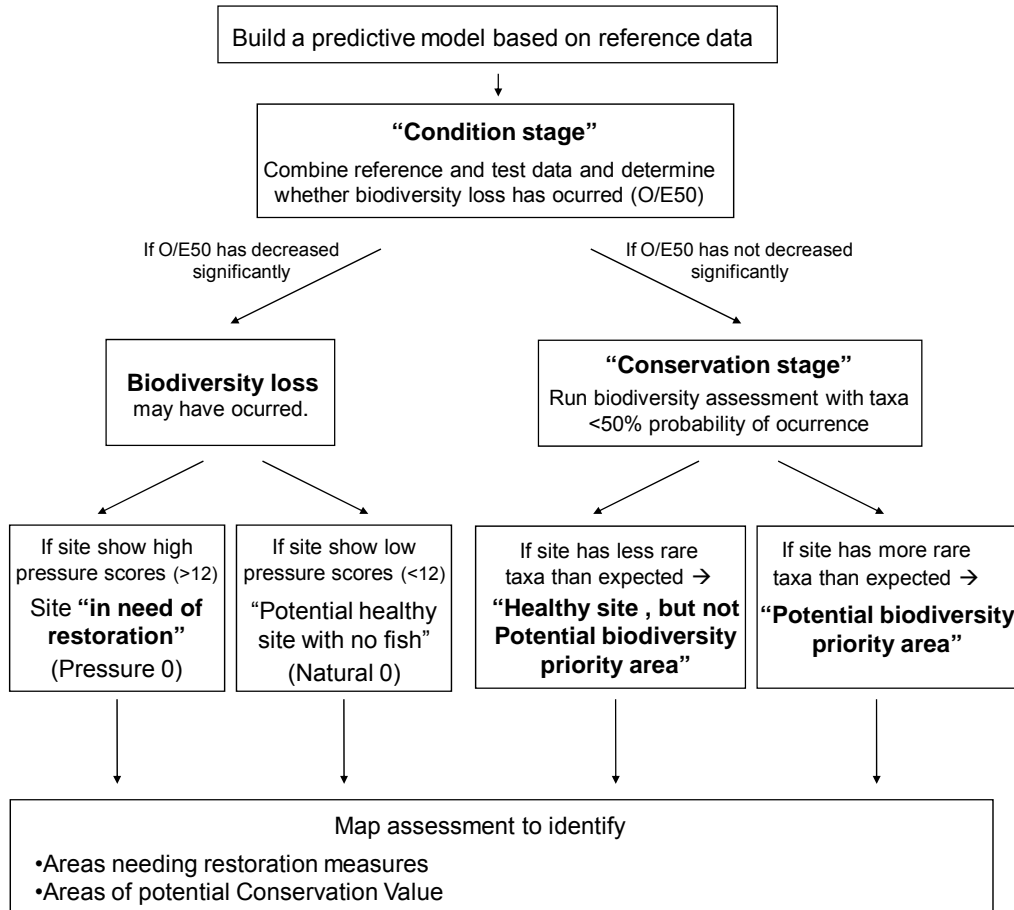 Build a predictive model based on reference data
“Condition stage”
Combine reference and test data and determine
whether biodiversity loss has ocurred (O/E50)
If O/E50 has decreased
significantly
If O/E50 has not decreased
significantly
Biodiversity loss
may have ocurred.
“Conservation stage”
Run biodiversity assessment with taxa
<50% probability of ocurrence
If site show high
pressure scores (>12)
Site “in need of
restoration”
(Pressure 0)
If site show low
pressure scores (<12)
“Potential healthy
site with no fish”
(Natural 0)
If site has less rare
taxa than expected →
“Healthy site , but not
Potential biodiversity
priority area”
If site has more rare
taxa than expected →
“Potential biodiversity
priority area”
Map assessment to identify
•Areas needing restoration measures
•Areas of potential Conservation Value